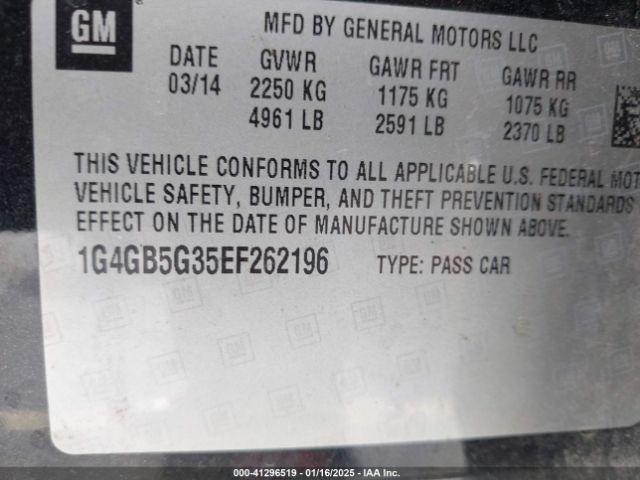 GM
MFD BY GENERAL MOTORS LLC
DATE GVWR GAWR FRT GAWR RR
03/14 2250 KG 1175 KG 1075 KG
4961 LB 2591 LB 2370 LB
THIS VEHICLE CONFORMS TO ALL APPLICABLE U.S. FEDERAL MOT
VEHICLE SAFETY, BUMPER, AND THEFT PREVENTION STANDARDS
EFFECT ON THE DATE OF MANUFACTURE SHOWN ABOVE.
1G4GB5G35EF262196 TYPE: PASS CAR
000-41296519 - 01/16/2025 - IAA Inc.